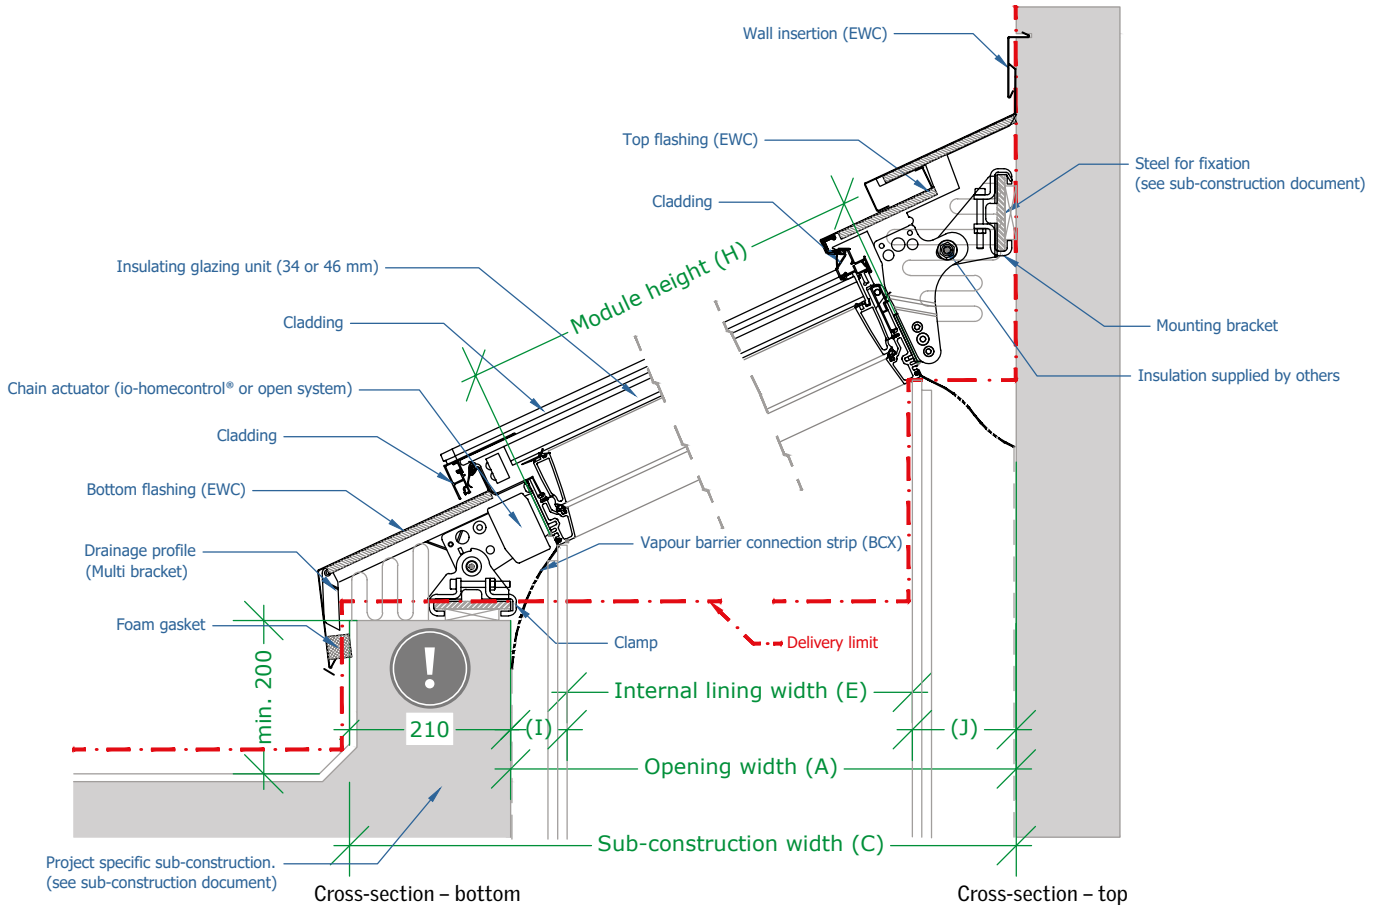 Wall insertion (EWC)
Top flashing (EWC)
Steel for fixation
(see sub-construction document)
Cladding
Module height (H)
Insulating glazing unit (34 or 46 mm)
Cladding
Mounting bracket
Chain actuator (io-homecontrol® or open system)
Insulation supplied by others
Cladding
Bottom flashing (EWC)
Drainage profile
(Multi bracket)
Vapour barrier connection strip (BCX)
Foam gasket
Clamp
Delivery limit
!
min. 200
Internal lining width (E)
210
(I)
(J)
Opening width (A)
Sub-construction width (C)
Project specific sub-construction.
(see sub-construction document)
Cross-section – bottom
Cross-section – top